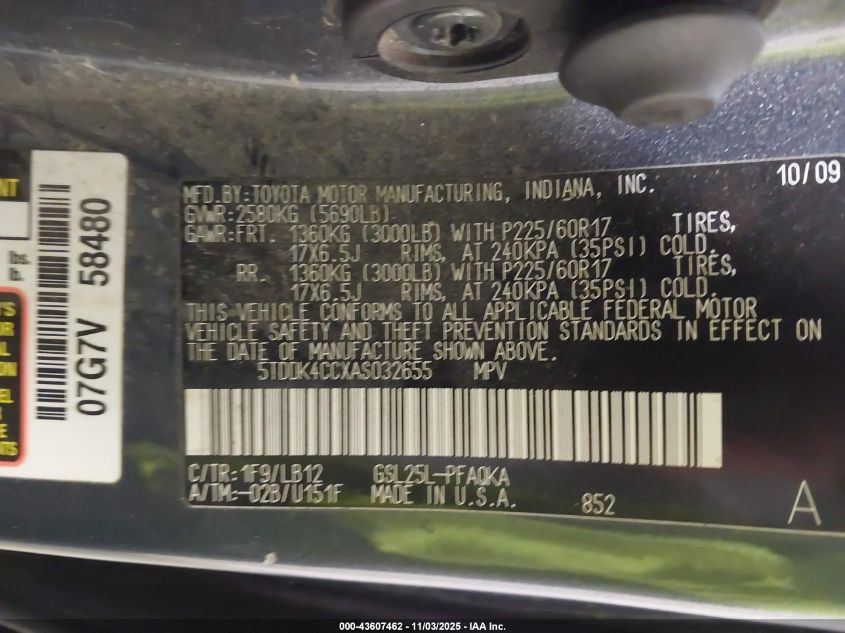 10/09
MFD.BY:TOYOTA MOTOR MANUFACTURING, INDIANA, INC.
GVWR:2580KG (5690LB)
GAWR:FRT. 1360KG (3000LB) WITH P225/60R17 TIRES,
17X6.5J RIMS, AT 240KPA (35PSI) COLD.
RR. 1360KG (3000LB) WITH P225/60R17 TIRES,
17X6.5J RIMS, AT 240KPA (35PSI) COLD.
THIS-VEHICLE CONFORMS TO ALL APPLICABLE FEDERAL MOTOR
VEHICLE SAFETY AND THEFT PREVENTION STANDARDS IN EFFECT ON
THE DATE OF MANUFACTURE SHOWN ABOVE.
5TDDK4CCXAS032655 MPV
C/TR:1F9/LB12 GSL25L-PFAQKA
A/TM:-02B/U151F MADE IN U.S.A. 852
A
07G7V 58480
lbs.
lb.
000-43607462 - 11/03/2025 - IAA Inc.